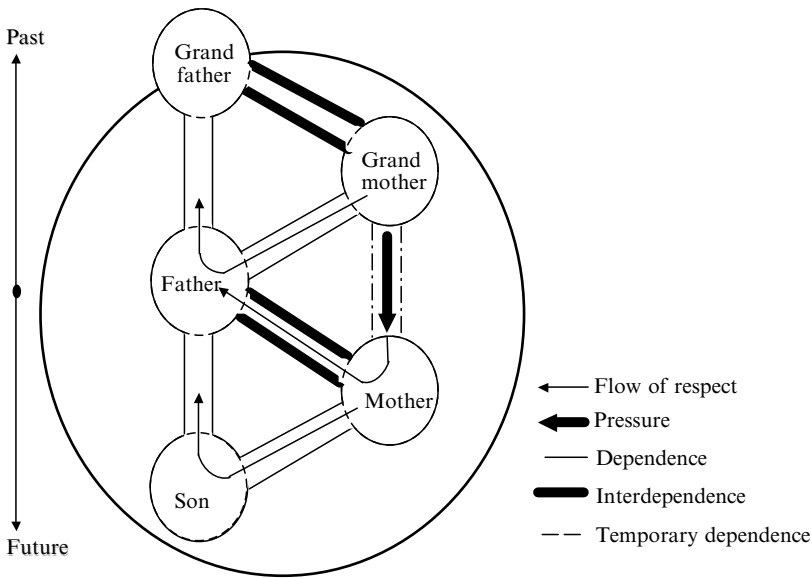 Past
Grand
father
Grand
mother
Father
Mother
Son
Future
Flow of respect
Pressure
Dependence
Interdependence
Temporary dependence